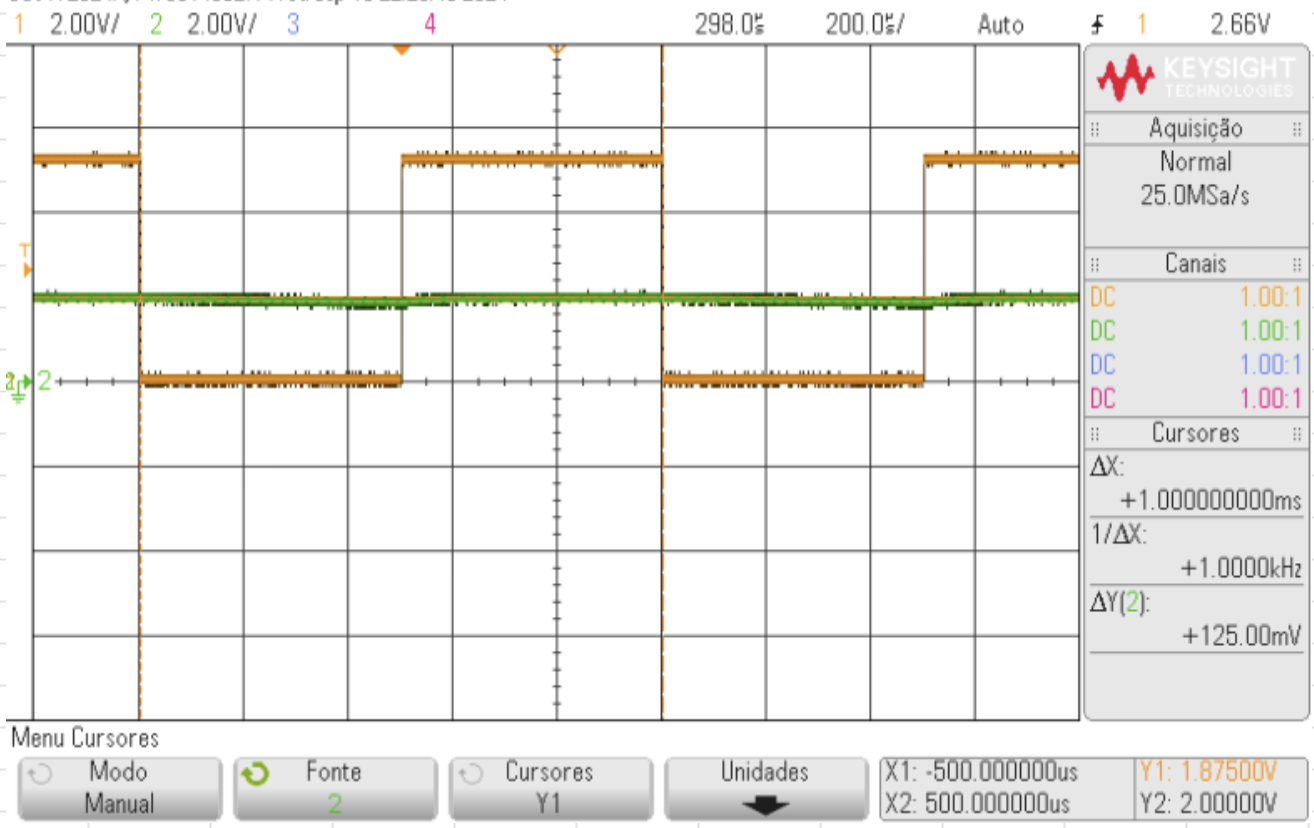 1 2.00V/ 2 2.00V/ 3 4 298.0us 200.0us/ Auto 1 2.66V
KEYSIGHT
TECHNOLOGIES
Aquisição
Normal
25.0MSa/s
Canais
DC 1.00:1
DC 1.00:1
DC 1.00:1
DC 1.00:1
Cursores
ΔX:
+1.000000000ms
1/ΔX:
+1.0000kHz
ΔY(2):
+125.00mV
T
2
Menu Cursores
Modo
Manual
Fonte
2
Cursores
Y1
Unidades
X1: -500.000000us
X2: 500.000000us
Y1: 1.87500V
Y2: 2.00000V